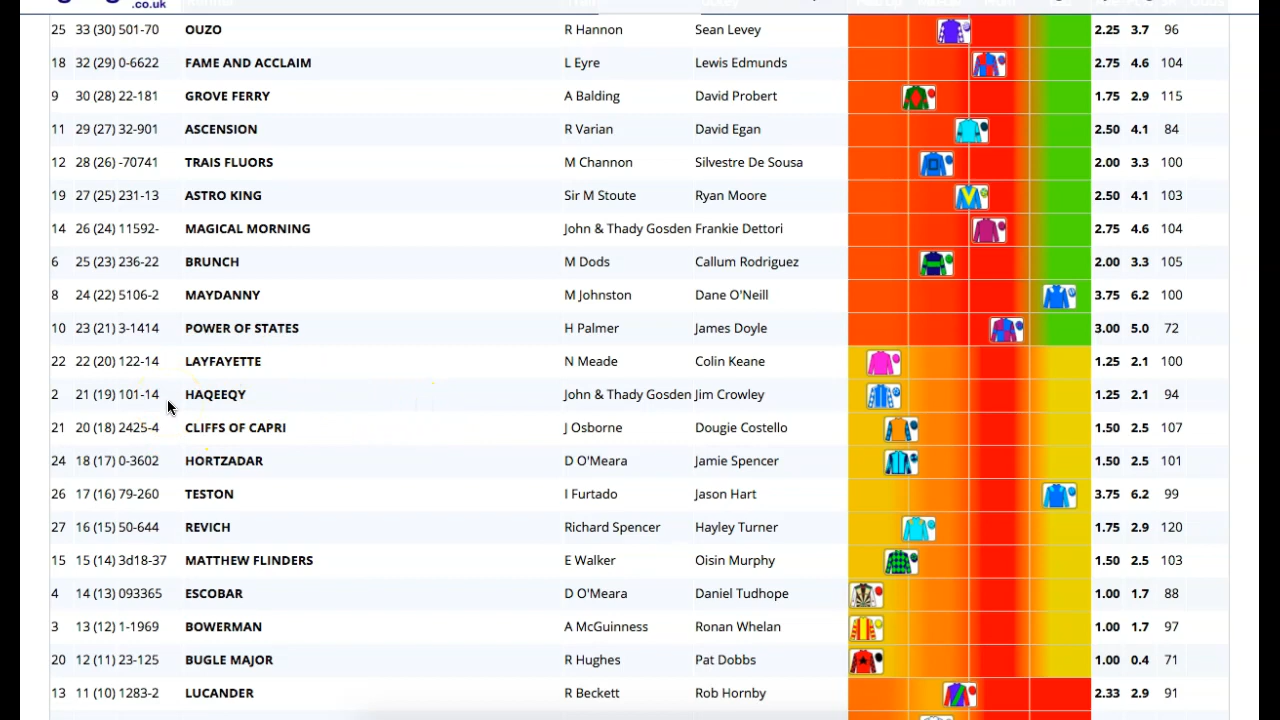 .co.uk
25 33 (30) 501-70 OUZO R Hannon Sean Levey 2.25 3.7 96
18 32 (29) 0-6622 FAME AND ACCLAIM L Eyre Lewis Edmunds 2.75 4.6 104
9 30 (28) 22-181 GROVE FERRY A Balding David Probert 1.75 2.9 115
11 29 (27) 32-901 ASCENSION R Varian David Egan 2.50 4.1 84
12 28 (26) -70741 TRAIS FLUORS M Channon Silvestre De Sousa 2.00 3.3 100
19 27 (25) 231-13 ASTRO KING Sir M Stoute Ryan Moore 2.50 4.1 103
14 26 (24) 11592- MAGICAL MORNING John & Thady Gosden Frankie Dettori 2.75 4.6 104
6 25 (23) 236-22 BRUNCH M Dods Callum Rodriguez 2.00 3.3 105
8 24 (22) 5106-2 MAYDANNY M Johnston Dane O'Neill 3.75 6.2 100
10 23 (21) 3-1414 POWER OF STATES H Palmer James Doyle 3.00 5.0 72
22 22 (20) 122-14 LAYFAYETTE N Meade Colin Keane 1.25 2.1 100
2 21 (19) 101-14 HAQEEQY John & Thady Gosden Jim Crowley 1.25 2.1 94
21 20 (18) 2425-4 CLIFFS OF CAPRI J Osborne Dougie Costello 1.50 2.5 107
24 18 (17) 0-3602 HORTZADAR D O'Meara Jamie Spencer 1.50 2.5 101
26 17 (16) 79-260 TESTON I Furtado Jason Hart 3.75 6.2 99
27 16 (15) 50-644 REVICH Richard Spencer Hayley Turner 1.75 2.9 120
15 15 (14) 3d18-37 MATTHEW FLINDERS E Walker Oisin Murphy 1.50 2.5 103
4 14 (13) 093365 ESCOBAR D O'Meara Daniel Tudhope 1.00 1.7 88
3 13 (12) 1-1969 BOWERMAN A McGuinness Ronan Whelan 1.00 1.7 97
20 12 (11) 23-125 BUGLE MAJOR R Hughes Pat Dobbs 1.00 0.4 71
13 11 (10) 1283-2 LUCANDER R Beckett Rob Hornby 2.33 2.9 91